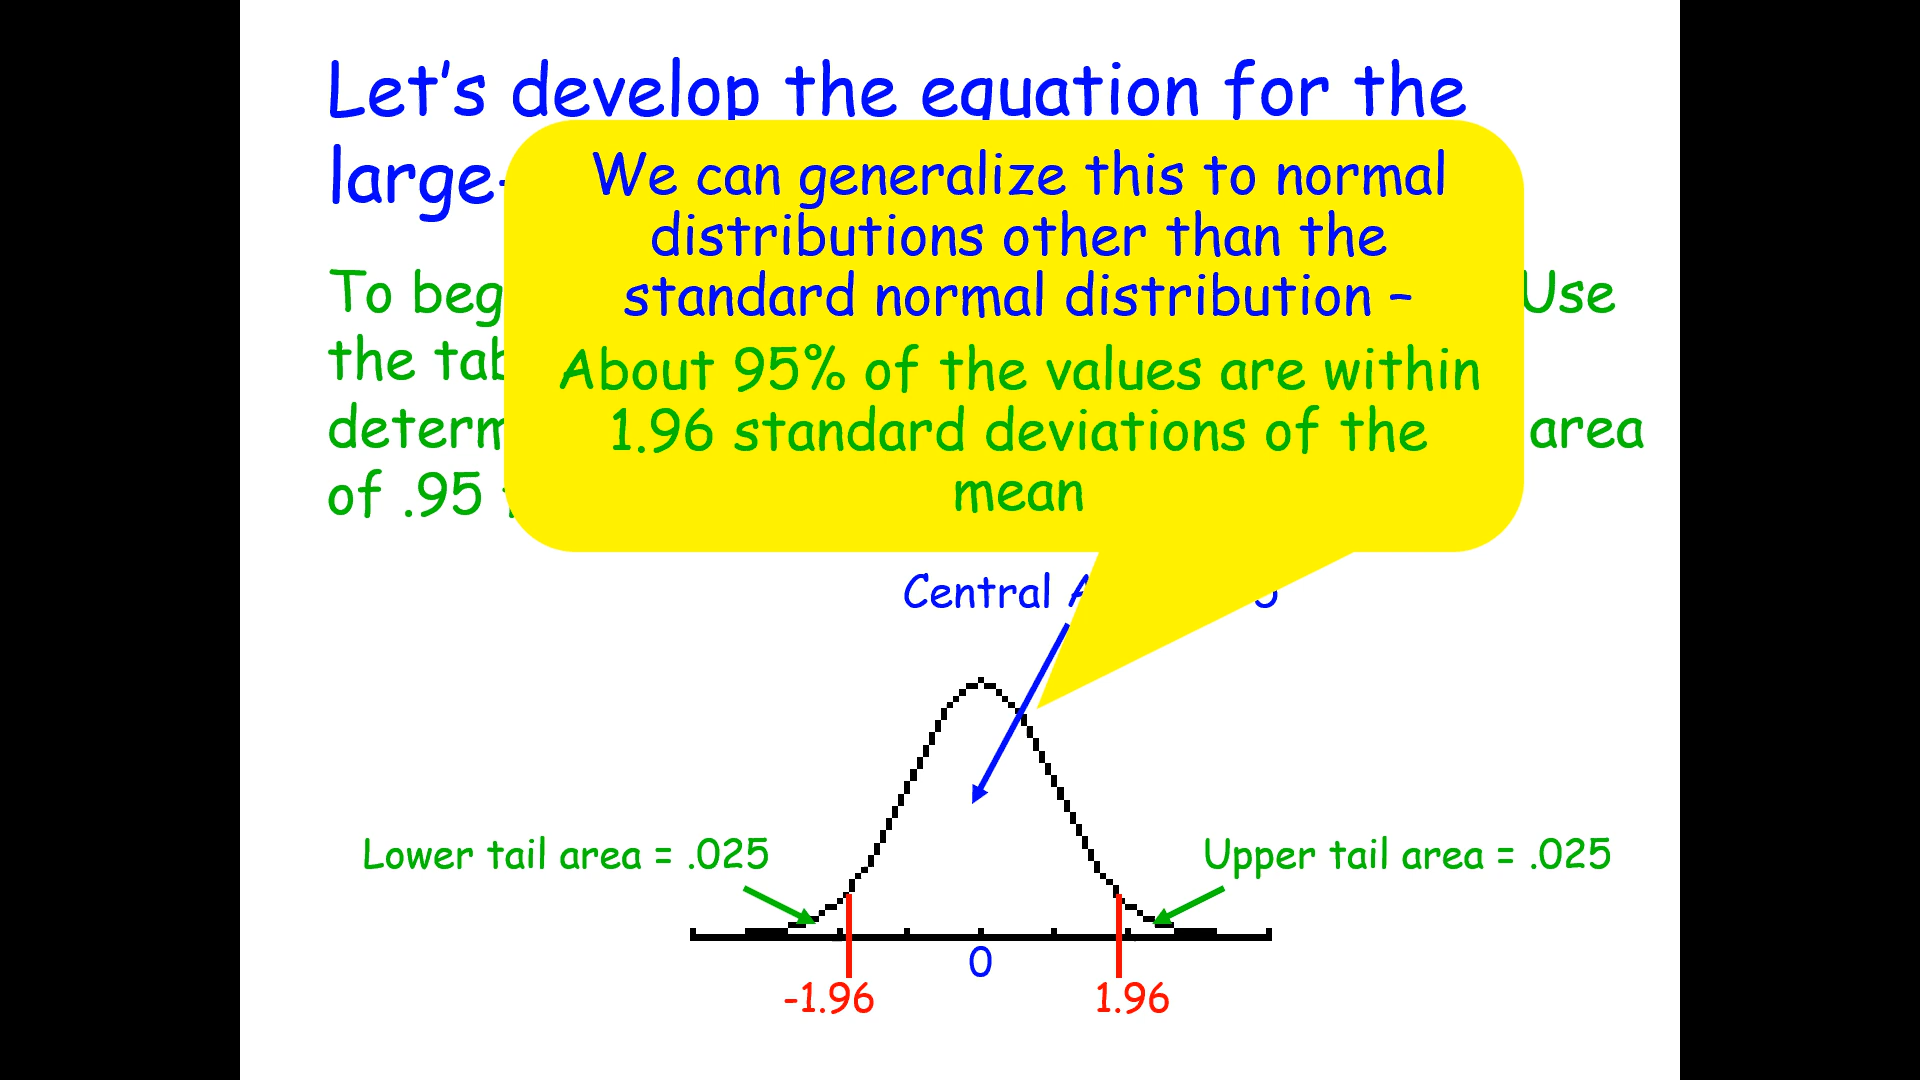 Let's develop the equation for the
large-
We can generalize this to normal
distributions other than the
standard normal distribution –
About 95% of the values are within
1.96 standard deviations of the
mean
To beg
Use
the tab
determ
area
of .95
Central
Lower tail area = .025
Upper tail area = .025
0
-1.96
1.96